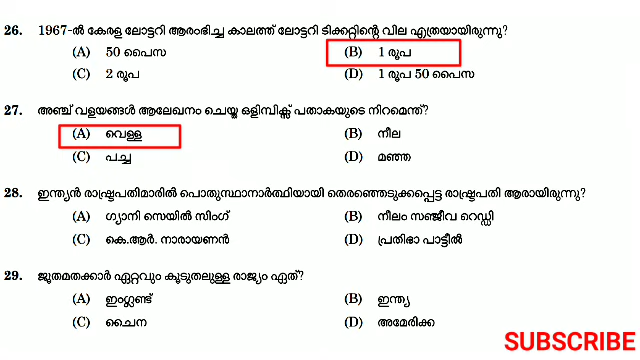 26. 1967-ൽ കേരള ലോട്ടറി ആരംഭിച്ച കാലത്ത് ലോട്ടറി ടിക്കറ്റിന്റെ വില എത്രയായിരുന്നു?
(A) 50 പൈസ (B) 1 രൂപ
(C) 2 രൂപ (D) 1 രൂപ 50 പൈസ
27. അഞ്ച് വളയങ്ങൾ ആലേഖനം ചെയ്ത ഒളിമ്പിക്സ് പതാകയുടെ നിറമെന്ത്?
(A) വെള്ള (B) നീല
(C) പച്ച (D) മഞ്ഞ
28. ഇന്ത്യൻ രാഷ്ട്രപതിമാരിൽ പൊതുസ്ഥാനാർത്ഥിയായി തെരഞ്ഞെടുക്കപ്പെട്ട രാഷ്ട്രപതി ആരായിരുന്നു?
(A) ഗ്യാനി സെയിൽ സിംഗ് (B) നീലം സഞ്ജീവ റെഡ്ഡി
(C) കെ.ആർ. നാരായണൻ (D) പ്രതിഭാ പാട്ടീൽ
29. ജൂതമതക്കാർ ഏറ്റവും കൂടുതലുള്ള രാജ്യം ഏത്?
(A) ഇംഗ്ലണ്ട് (B) ഇന്ത്യ
(C) ചൈന (D) അമേരിക്ക
SUBSCRIBE